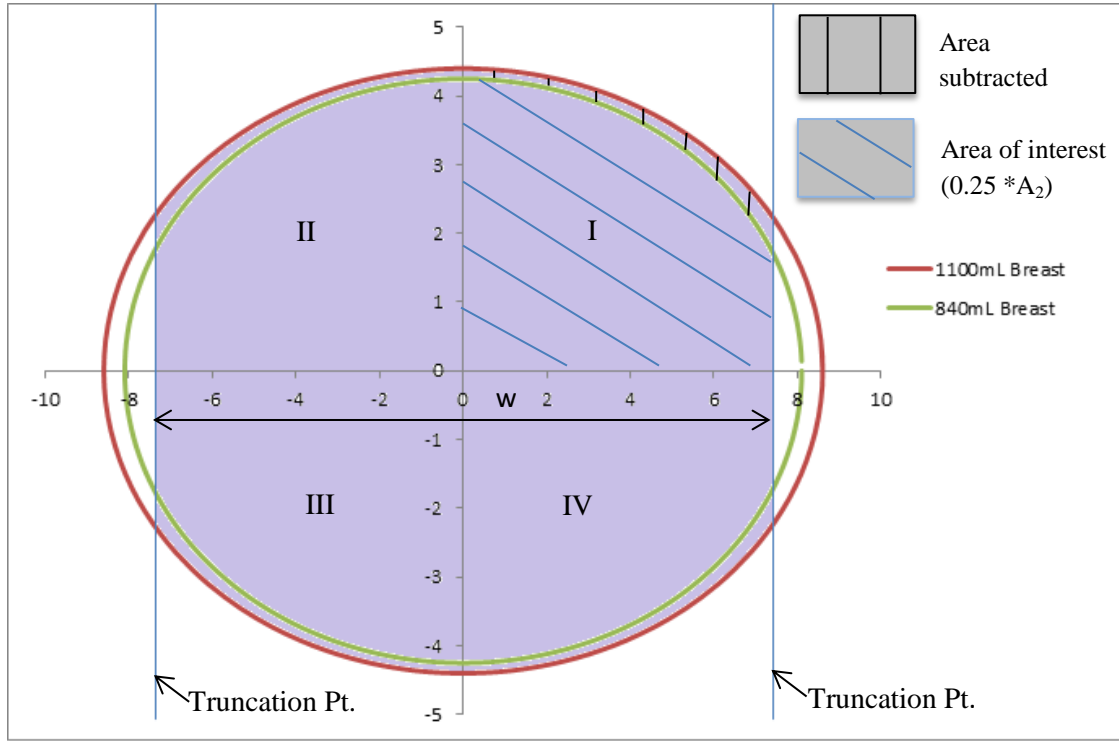 5
4
3
2
1
0
-1
-2
-3
-4
-5
-10
-8
-6
-4
-2
0
2
4
6
8
10
II
I
W
III
IV
Truncation Pt.
Truncation Pt.
Area
subtracted
Area of interest
(0.25 *A₂)
1100mL Breast
840mL Breast